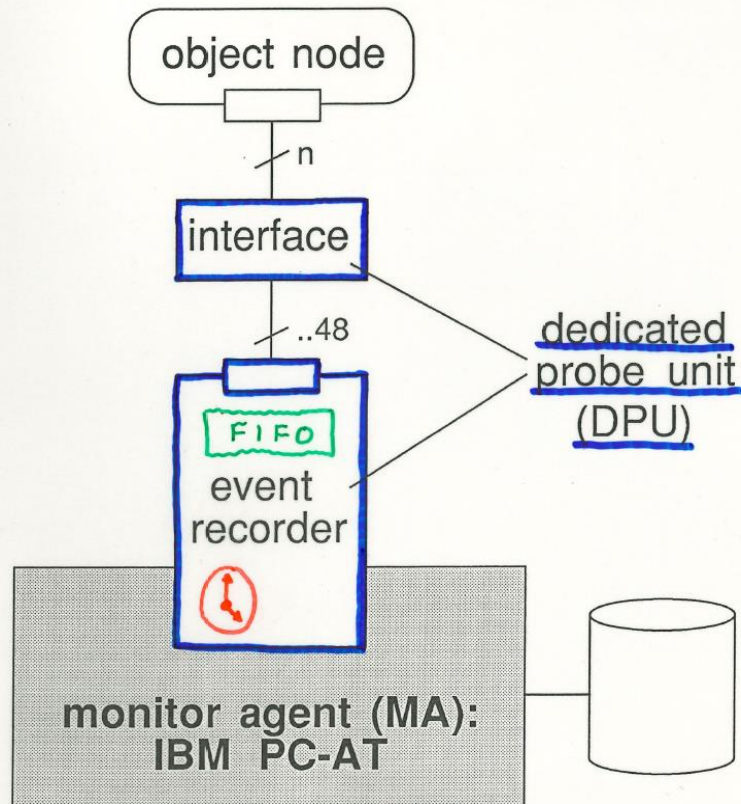 object node
n
interface
..48
dedicated
probe unit
(DPU)
FIFO
event
recorder
monitor agent (MA):
IBM PC-AT